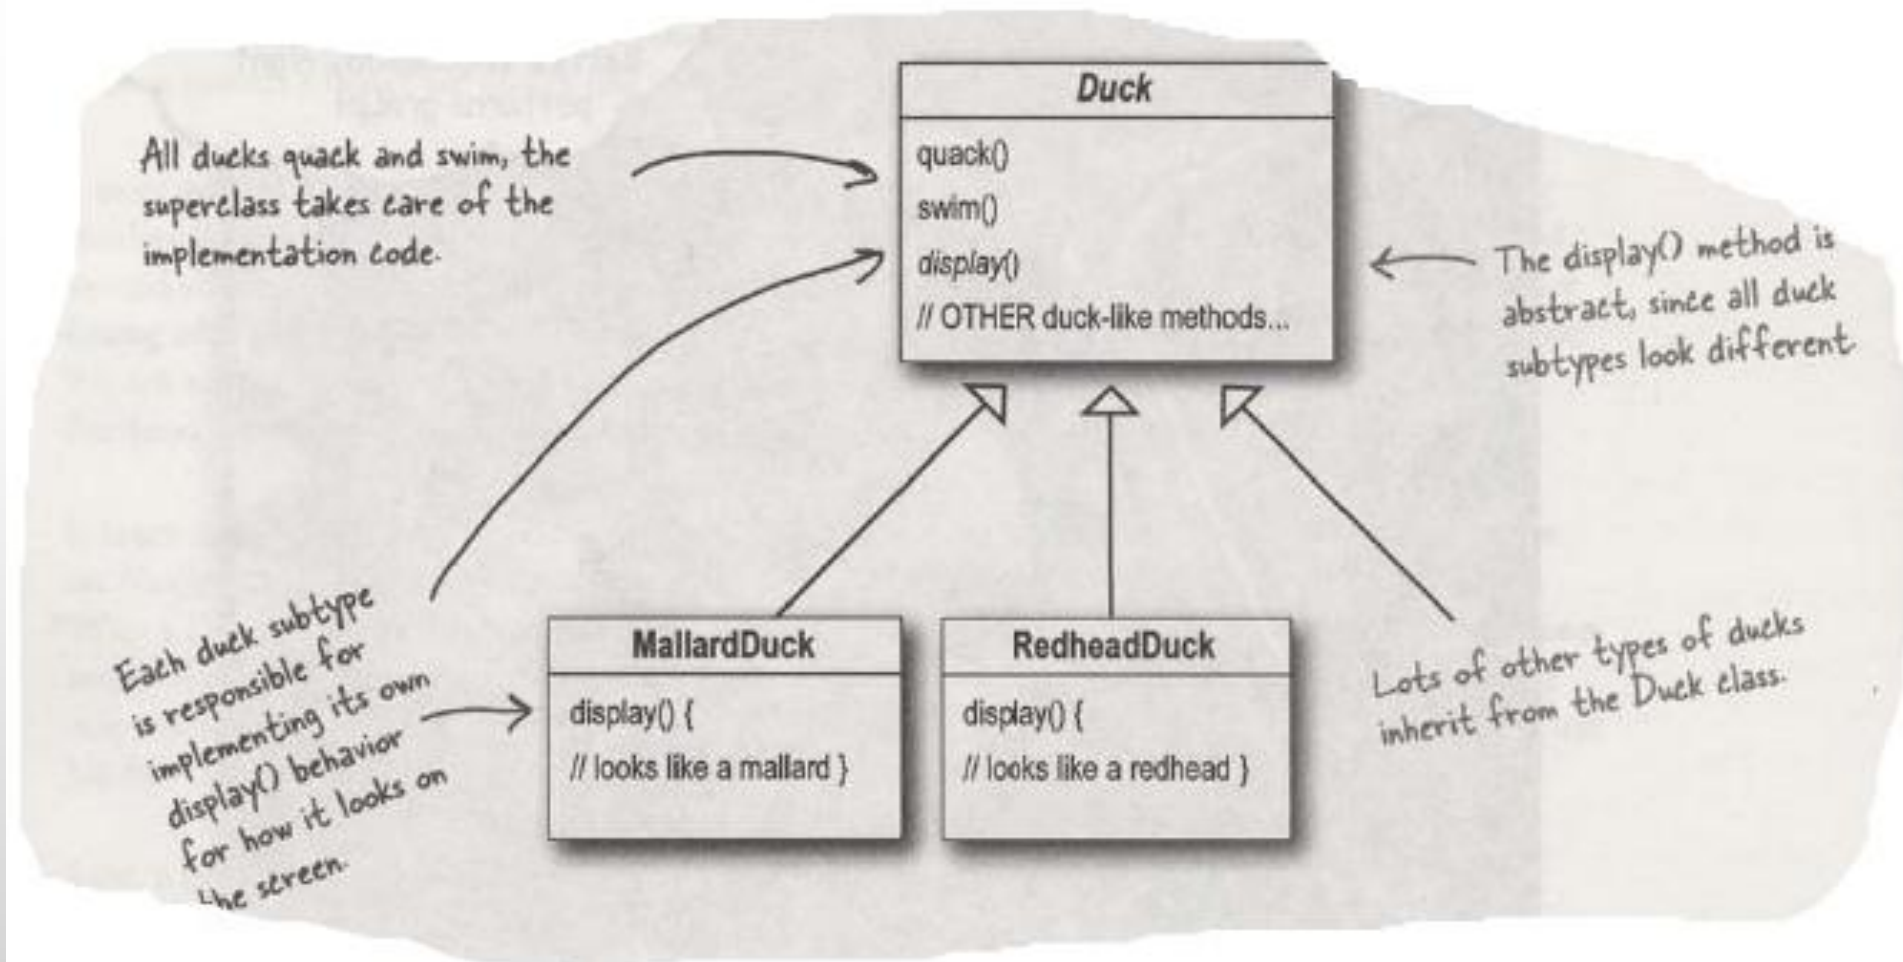 Duck
quack()
swim()
display()
// OTHER duck-like methods...
All ducks quack and swim, the
superclass takes care of the
implementation code.
The display() method is
abstract, since all duck
subtypes look different
Each duck subtype
is responsible for
implementing its own
display() behavior
for how it looks on
the screen.
MallardDuck
display() {
// looks like a mallard }
RedheadDuck
display() {
// looks like a redhead }
Lots of other types of ducks
inherit from the Duck class.